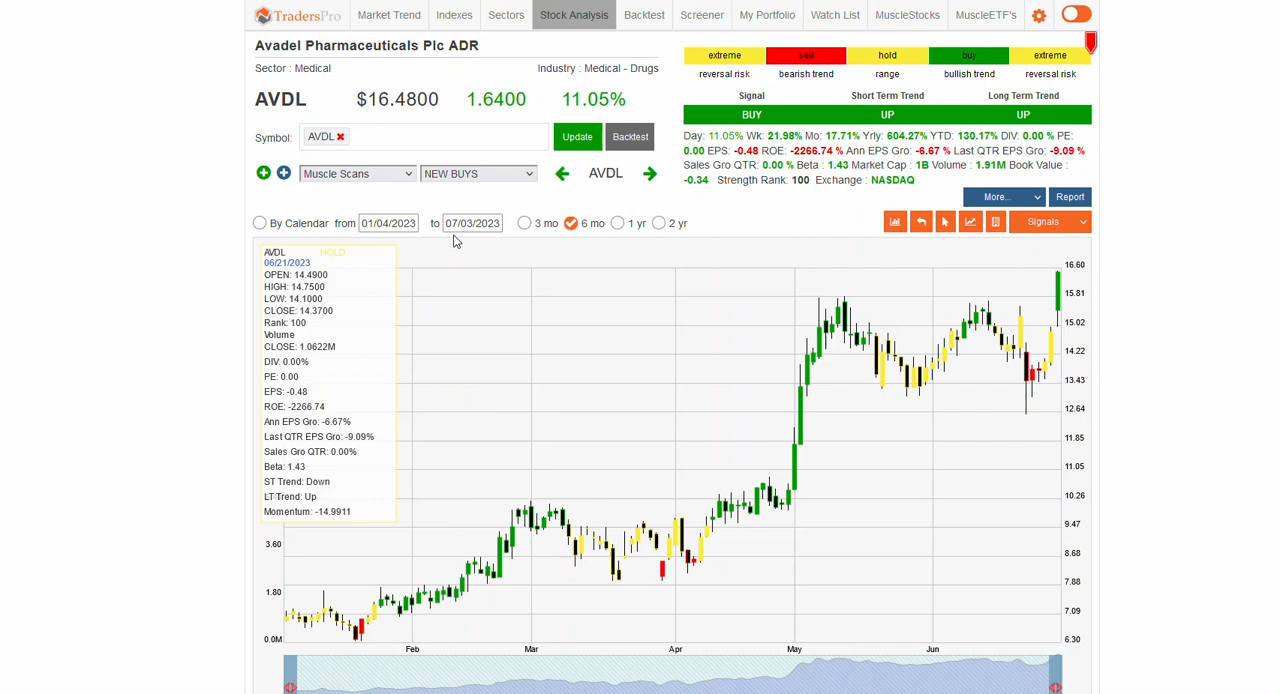 TradersPro Market Trend Indexes Sectors Stock Analysis Backtest Screener My Portfolio Watch List MuscleStocks MuscleETF's
Avadel Pharmaceuticals Plc ADR
Sector : Medical Industry : Medical - Drugs
AVDL $16.4800 1.6400 11.05%
Symbol: AVDL Update Backtest
Muscle Scans NEW BUYS AVDL
extreme sell hold buy extreme
reversal risk bearish trend range bullish trend reversal risk
Signal Short Term Trend Long Term Trend
BUY UP UP
Day: 11.05% Wk: 21.98% Mo: 17.71% Yrly: 604.27% YTD: 130.17% DIV: 0.00 % PE:
0.00 EPS: -0.48 ROE: -2266.74 % Ann EPS Gro: -6.67 % Last QTR EPS Gro: -9.09 %
Sales Gro QTR: 0.00 % Beta : 1.43 Market Cap : 1B Volume : 1.91M Book Value :
-0.34 Strength Rank: 100 Exchange : NASDAQ
More... Report
By Calendar from 01/04/2023 to 07/03/2023 3 mo 6 mo 1 yr 2 yr Signals
AVDL HOLD
06/21/2023
OPEN: 14.4900
HIGH: 14.7500
LOW: 14.1000
CLOSE: 14.3700
Rank: 100
Volume
CLOSE: 1.0622M
DIV: 0.00%
PE: 0.00
EPS: -0.48
ROE: -2266.74
Ann EPS Gro: -6.67%
Last QTR EPS Gro: -9.09%
Sales Gro QTR: 0.00%
Beta: 1.43
ST Trend: Down
LT Trend: Up
Momentum: -14.9911
3.60
1.80
0.0M
16.60
15.81
15.02
14.22
13.43
12.64
11.85
11.05
10.26
9.47
8.68
7.88
7.09
6.30
Feb Mar Apr May Jun